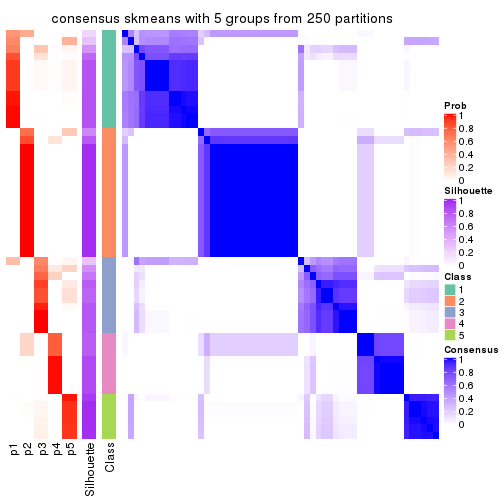 consensus skmeans with 5 groups from 250 partitions
Prob
1
0.8
0.6
0.4
0.2
0
Silhouette
1
0.8
0.6
0.4
0.2
0
Class
1
2
3
4
5
Consensus
1
0.8
0.6
0.4
0.2
0
p1
p2
p3
p4
p5
Silhouette
Class